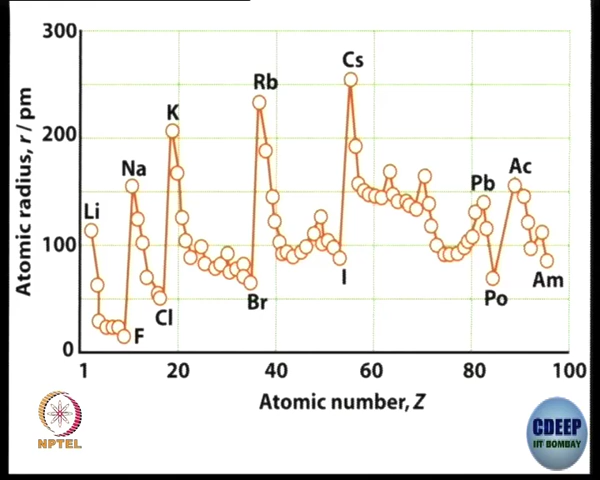 300
Cs
Rb
K
200
Na
Ac
Pb
Li
100
I
Po
Am
Br
Cl
F
0
1
20
40
60
80
100
Atomic radius, r / pm
Atomic number, Z
NPTEL
CDEEP
IIT BOMBAY